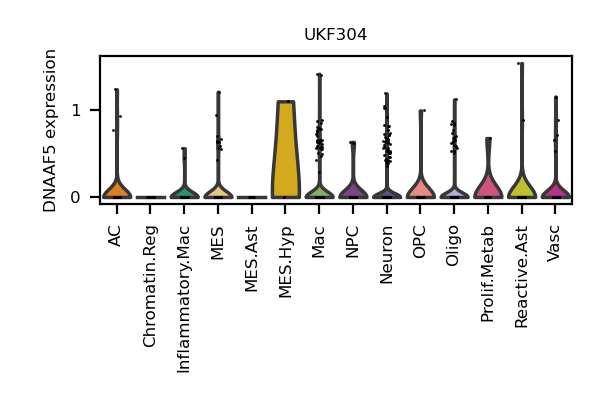 UKF304
DNAAF5 expression
1
0
AC
Chromatin.Reg
Inflammatory.Mac
MES
MES.Ast
MES.Hyp
Mac
NPC
Neuron
OPC
Oligo
Prolif.Metab
Reactive.Ast
Vasc